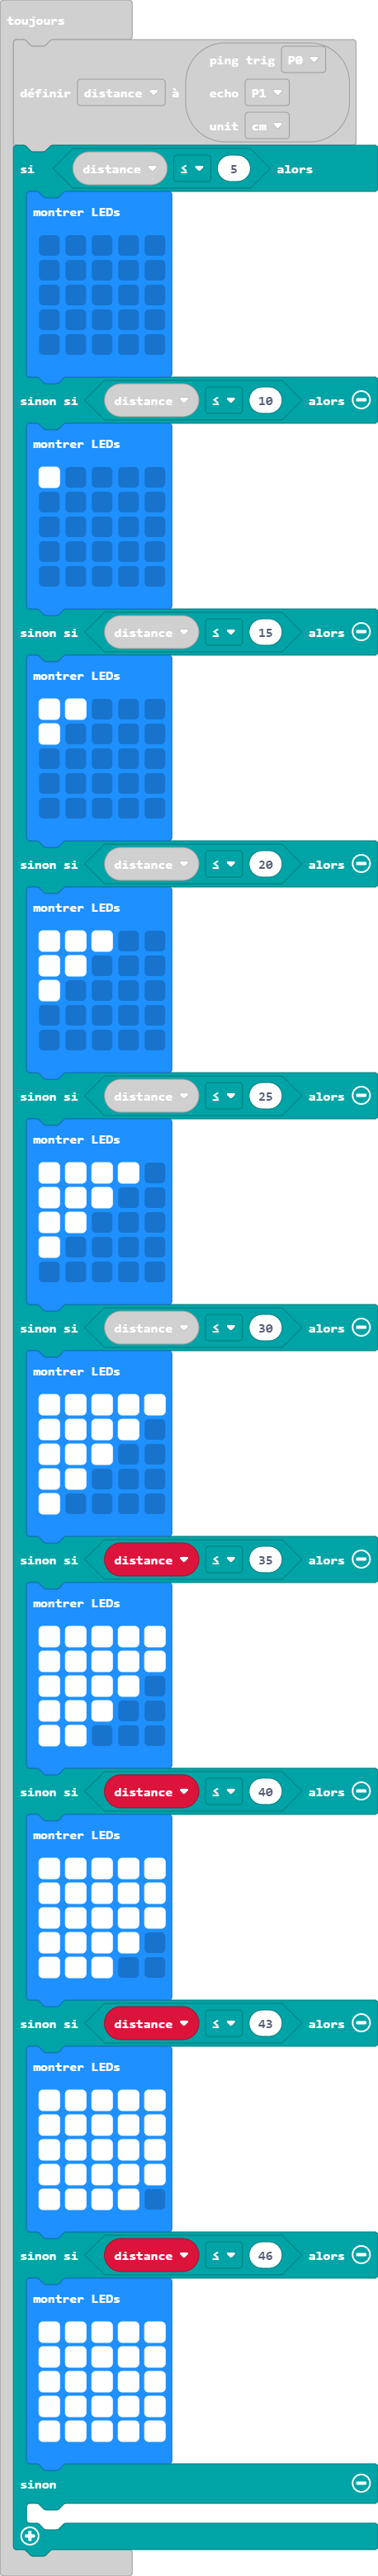 toujours
ping trig P0
définir distance à echo P1
unit cm
si distance ≤ 5 alors
montrer LEDs
sinon si distance ≤ 10 alors
montrer LEDs
sinon si distance ≤ 15 alors
montrer LEDs
sinon si distance ≤ 20 alors
montrer LEDs
sinon si distance ≤ 25 alors
montrer LEDs
sinon si distance ≤ 30 alors
montrer LEDs
sinon si distance ≤ 35 alors
montrer LEDs
sinon si distance ≤ 40 alors
montrer LEDs
sinon si distance ≤ 43 alors
montrer LEDs
sinon si distance ≤ 46 alors
montrer LEDs
sinon